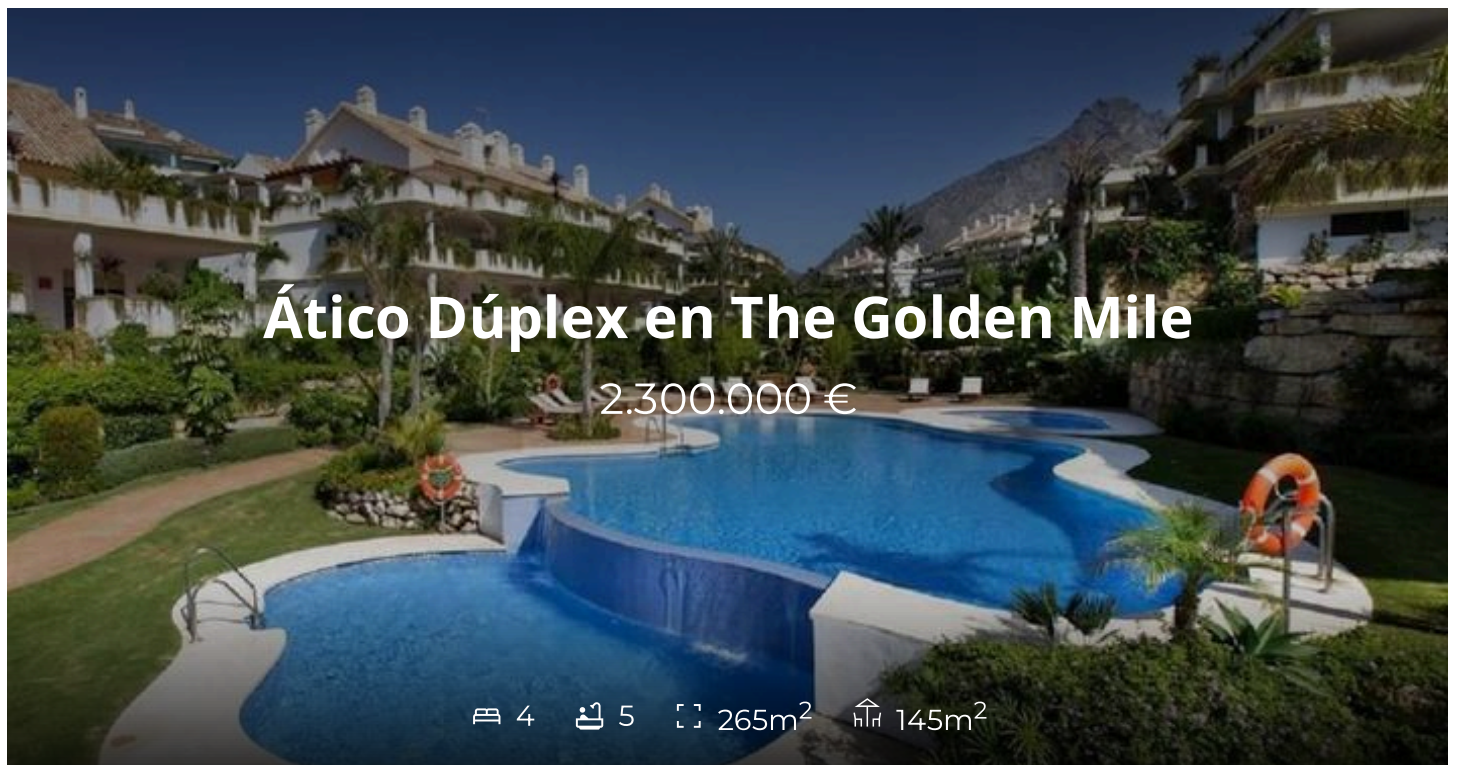 Ático Dúplex en The Golden Mile
2.300.000 €
4 5 265m² 145m²